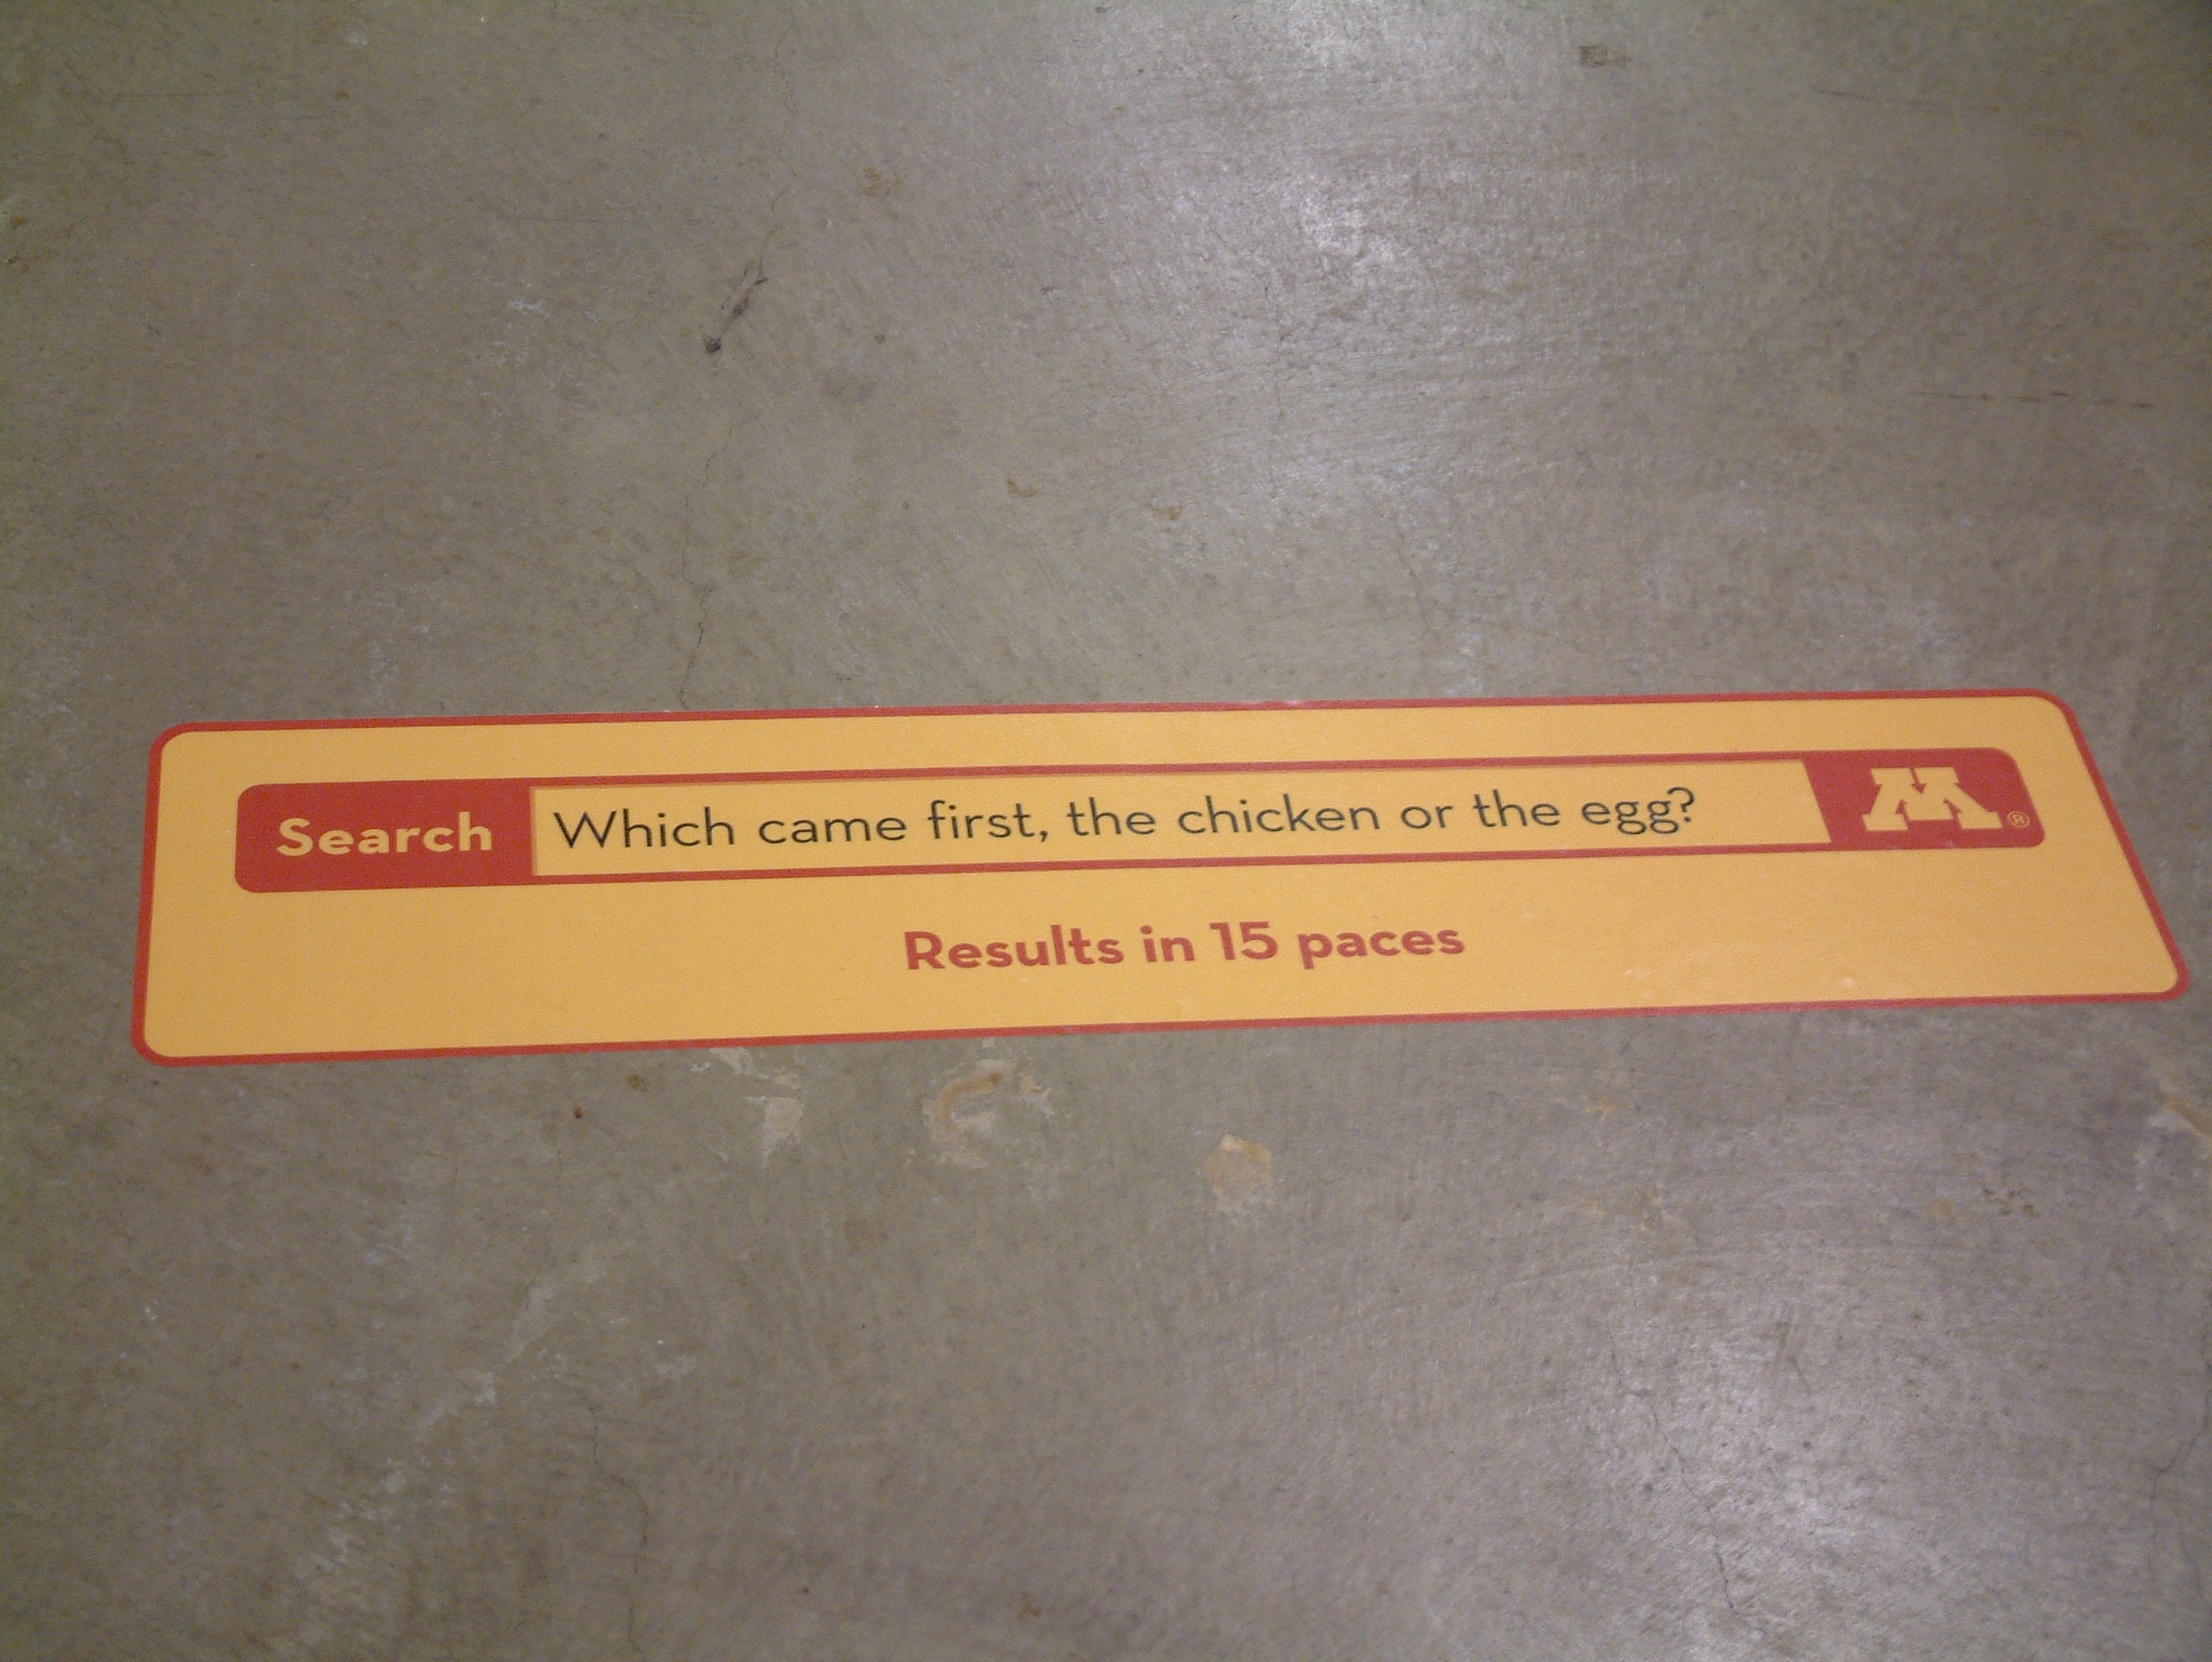 Search Which came first, the chicken or the egg? M®
Results in 15 paces